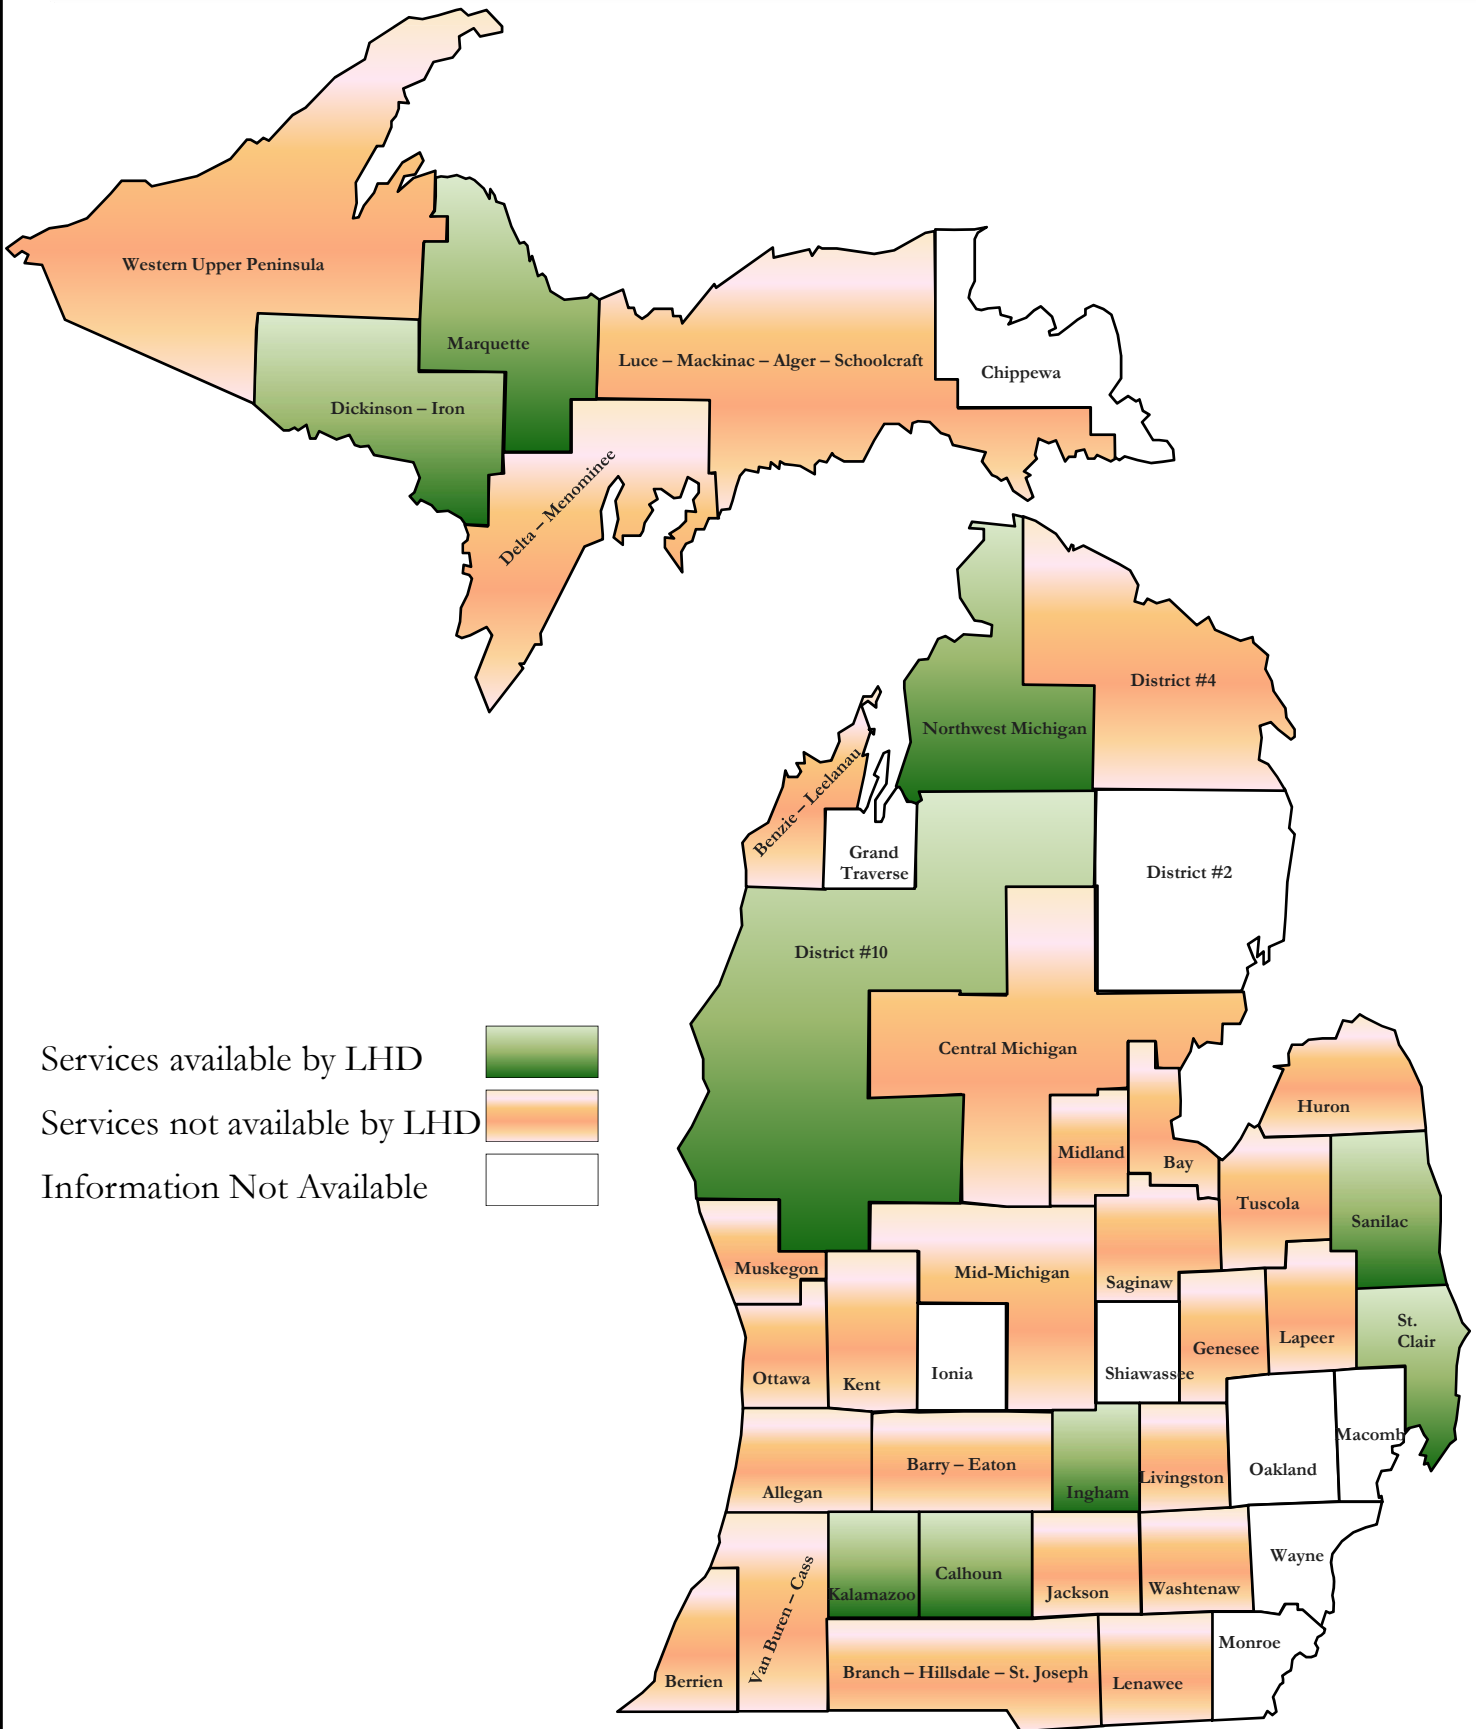 Western Upper Peninsula
Marquette
Luce – Mackinac – Alger – Schoolcraft
Chippewa
Dickinson – Iron
Delta – Menominee
District #4
Northwest Michigan
Benzie – Leelanau
Grand
Traverse
District #2
District #10
Central Michigan
Services available by LHD
Services not available by LHD
Information Not Available
Huron
Midland
Bay
Tuscola
Sanilac
Muskegon
Mid-Michigan
Saginaw
St.
Clair
Genesee
Lapeer
Ottawa
Kent
Ionia
Shiawassee
Macomb
Oakland
Barry – Eaton
Allegan
Ingham
Livingston
Wayne
Calhoun
Kalamazoo
Jackson
Washtenaw
Van Buren – Cass
Monroe
Berrien
Branch – Hillsdale – St. Joseph
Lenawee